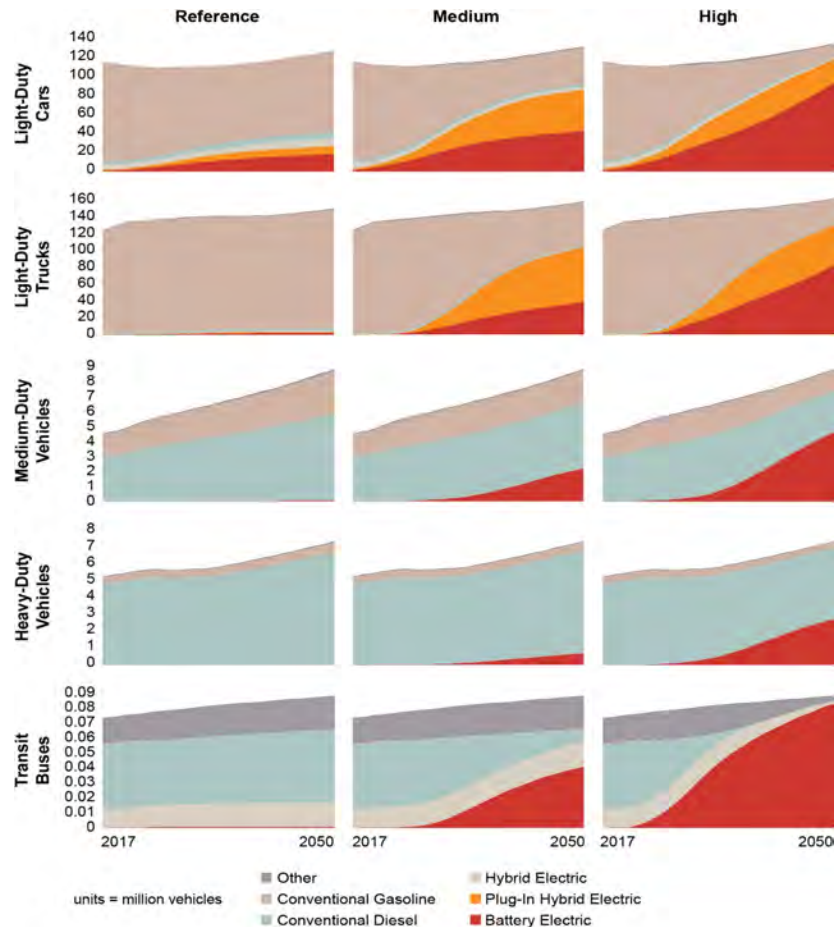 Reference Medium High
Light-Duty
Cars
140
120
100
80
60
40
20
0
Light-Duty
Trucks
160
140
120
100
80
60
40
20
0
Medium-Duty
Vehicles
9
8
7
6
5
4
3
2
1
0
Heavy-Duty
Vehicles
8
7
6
5
4
3
2
1
0
Transit
Buses
0.09
0.08
0.07
0.06
0.05
0.04
0.03
0.02
0.01
0
2017 2050 2017 2050 2017 2050
units = million vehicles
Other
Conventional Gasoline
Conventional Diesel
Hybrid Electric
Plug-In Hybrid Electric
Battery Electric